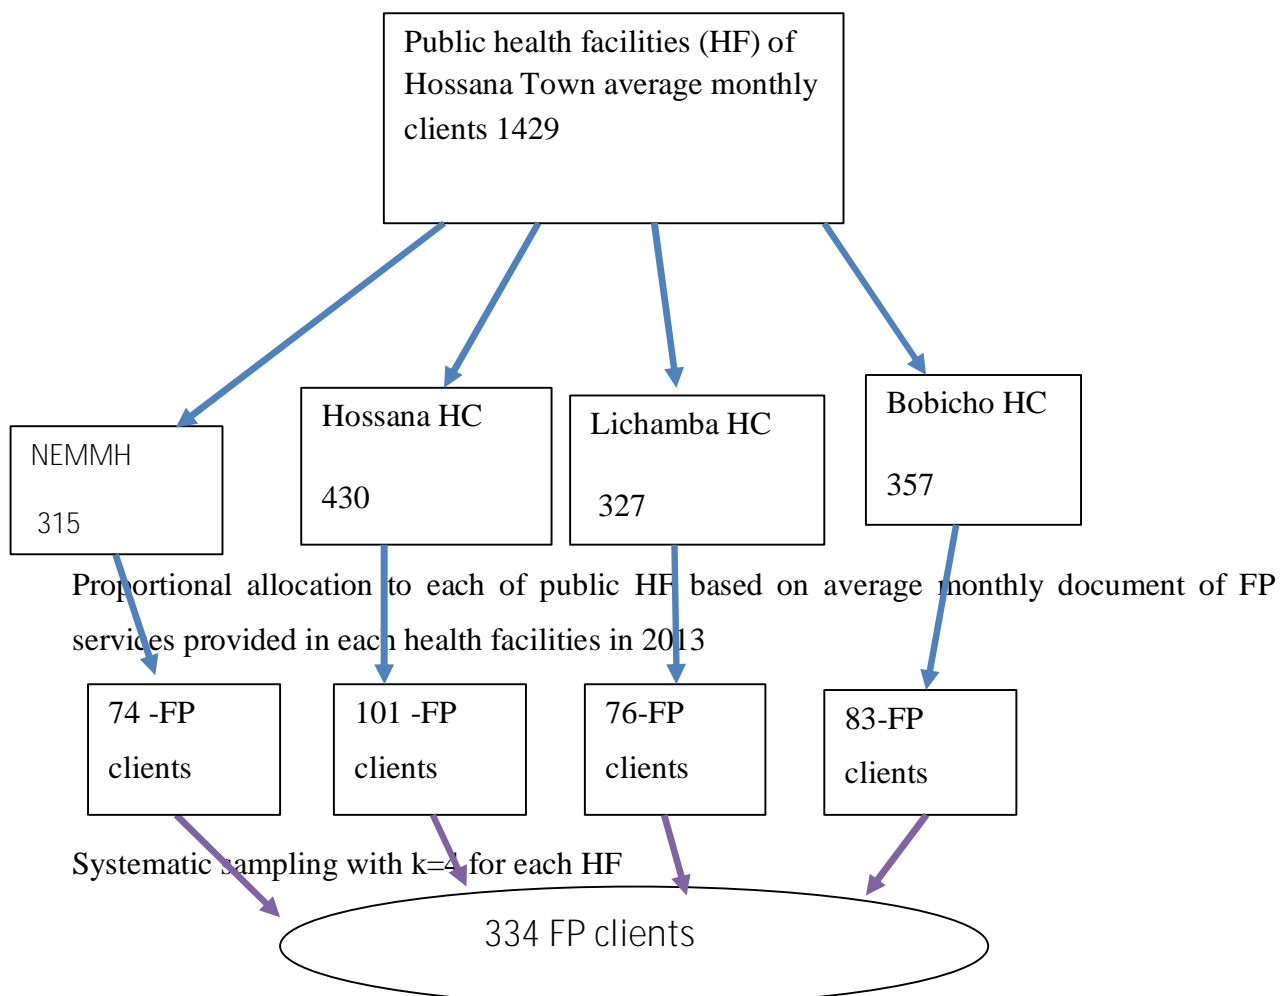 Public health facilities (HF) of
Hossana Town average monthly
clients 1429
NEMMH
315
Hossana HC
430
Lichamba HC
327
Bobicho HC
357
Proportional allocation to each of public HF based on average monthly document of FP
services provided in each health facilities in 2013
74 -FP
clients
101 -FP
clients
76-FP
clients
83-FP
clients
Systematic sampling with k=4 for each HF
334 FP clients